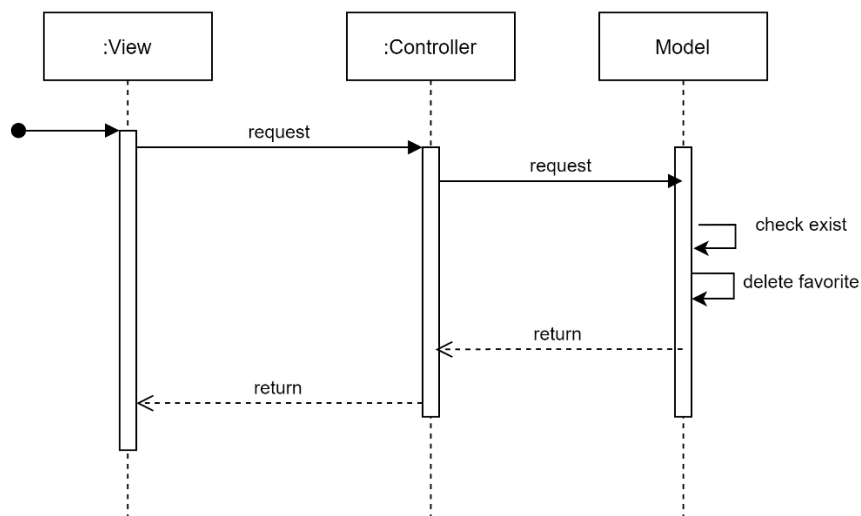 :View
:Controller
Model
request
request
check exist
delete favorite
return
return